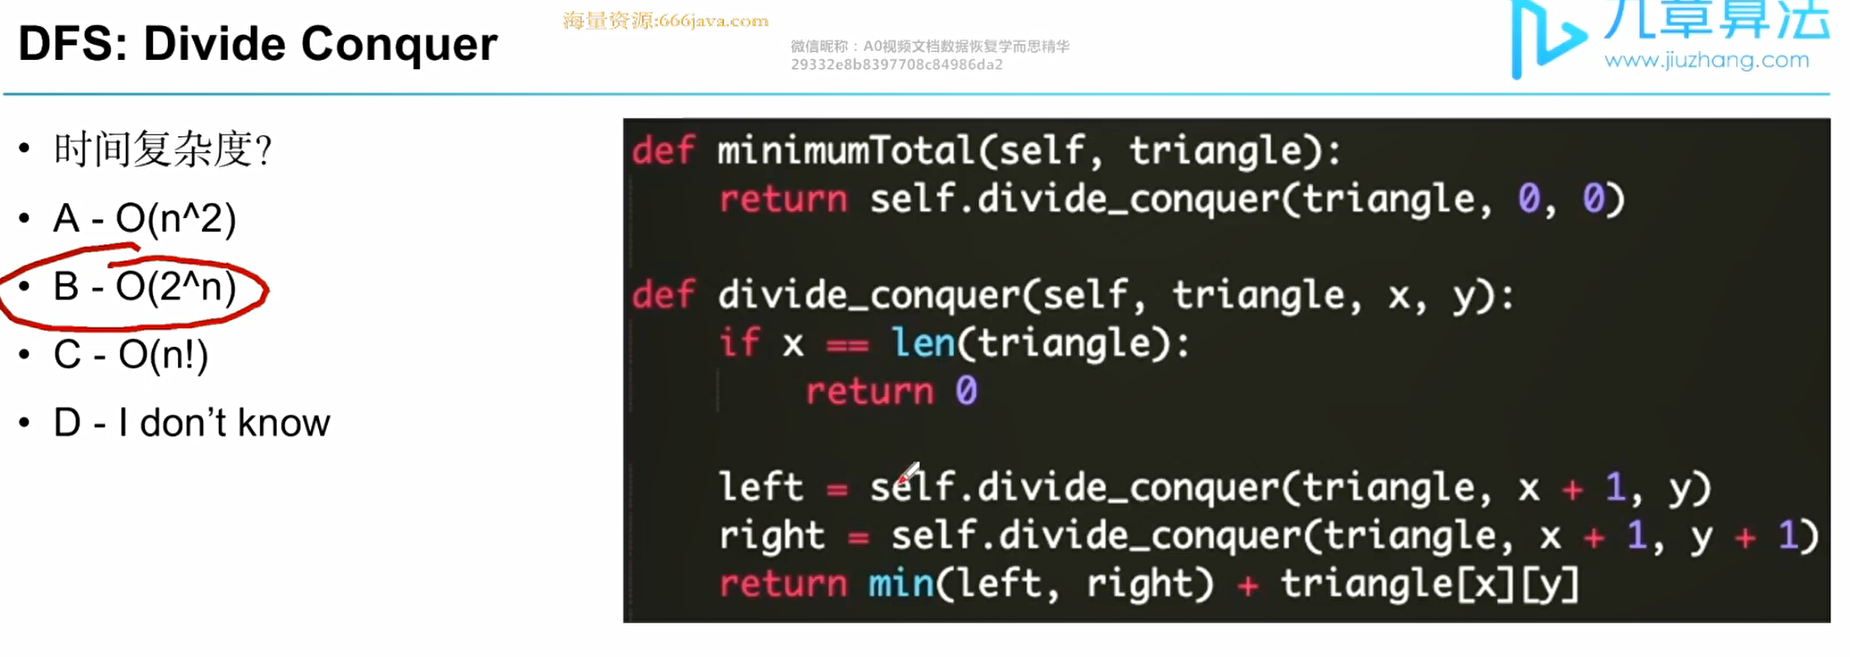 海量资源:666java.com
DFS: Divide Conquer
微信昵称：A0视频文档数据恢复学而思精华
29332e8b8397708c84986da2
九章算法
www.jiuzhang.com
• 时间复杂度?
• A - O(n^2)
• B - O(2^n)
• C - O(n!)
• D - I don’t know
def minimumTotal(self, triangle):
    return self.divide_conquer(triangle, 0, 0)
def divide_conquer(self, triangle, x, y):
    if x == len(triangle):
        return 0
    left = self.divide_conquer(triangle, x + 1, y)
    right = self.divide_conquer(triangle, x + 1, y + 1)
    return min(left, right) + triangle[x][y]